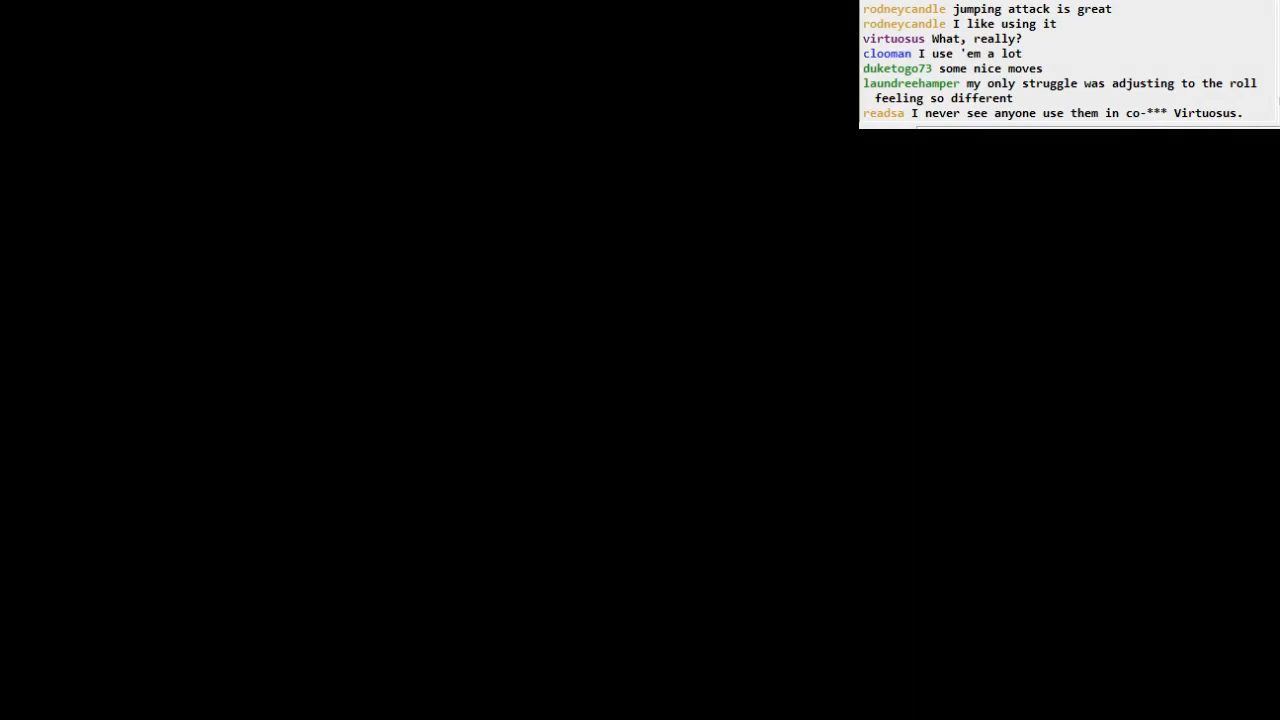 rodneycandle jumping attack is great
rodneycandle I like using it
virtuosus What, really?
clooman I use 'em a lot
duketogo73 some nice moves
laundreehamper my only struggle was adjusting to the roll
feeling so different
readsa I never see anyone use them in co-*** Virtuosus.